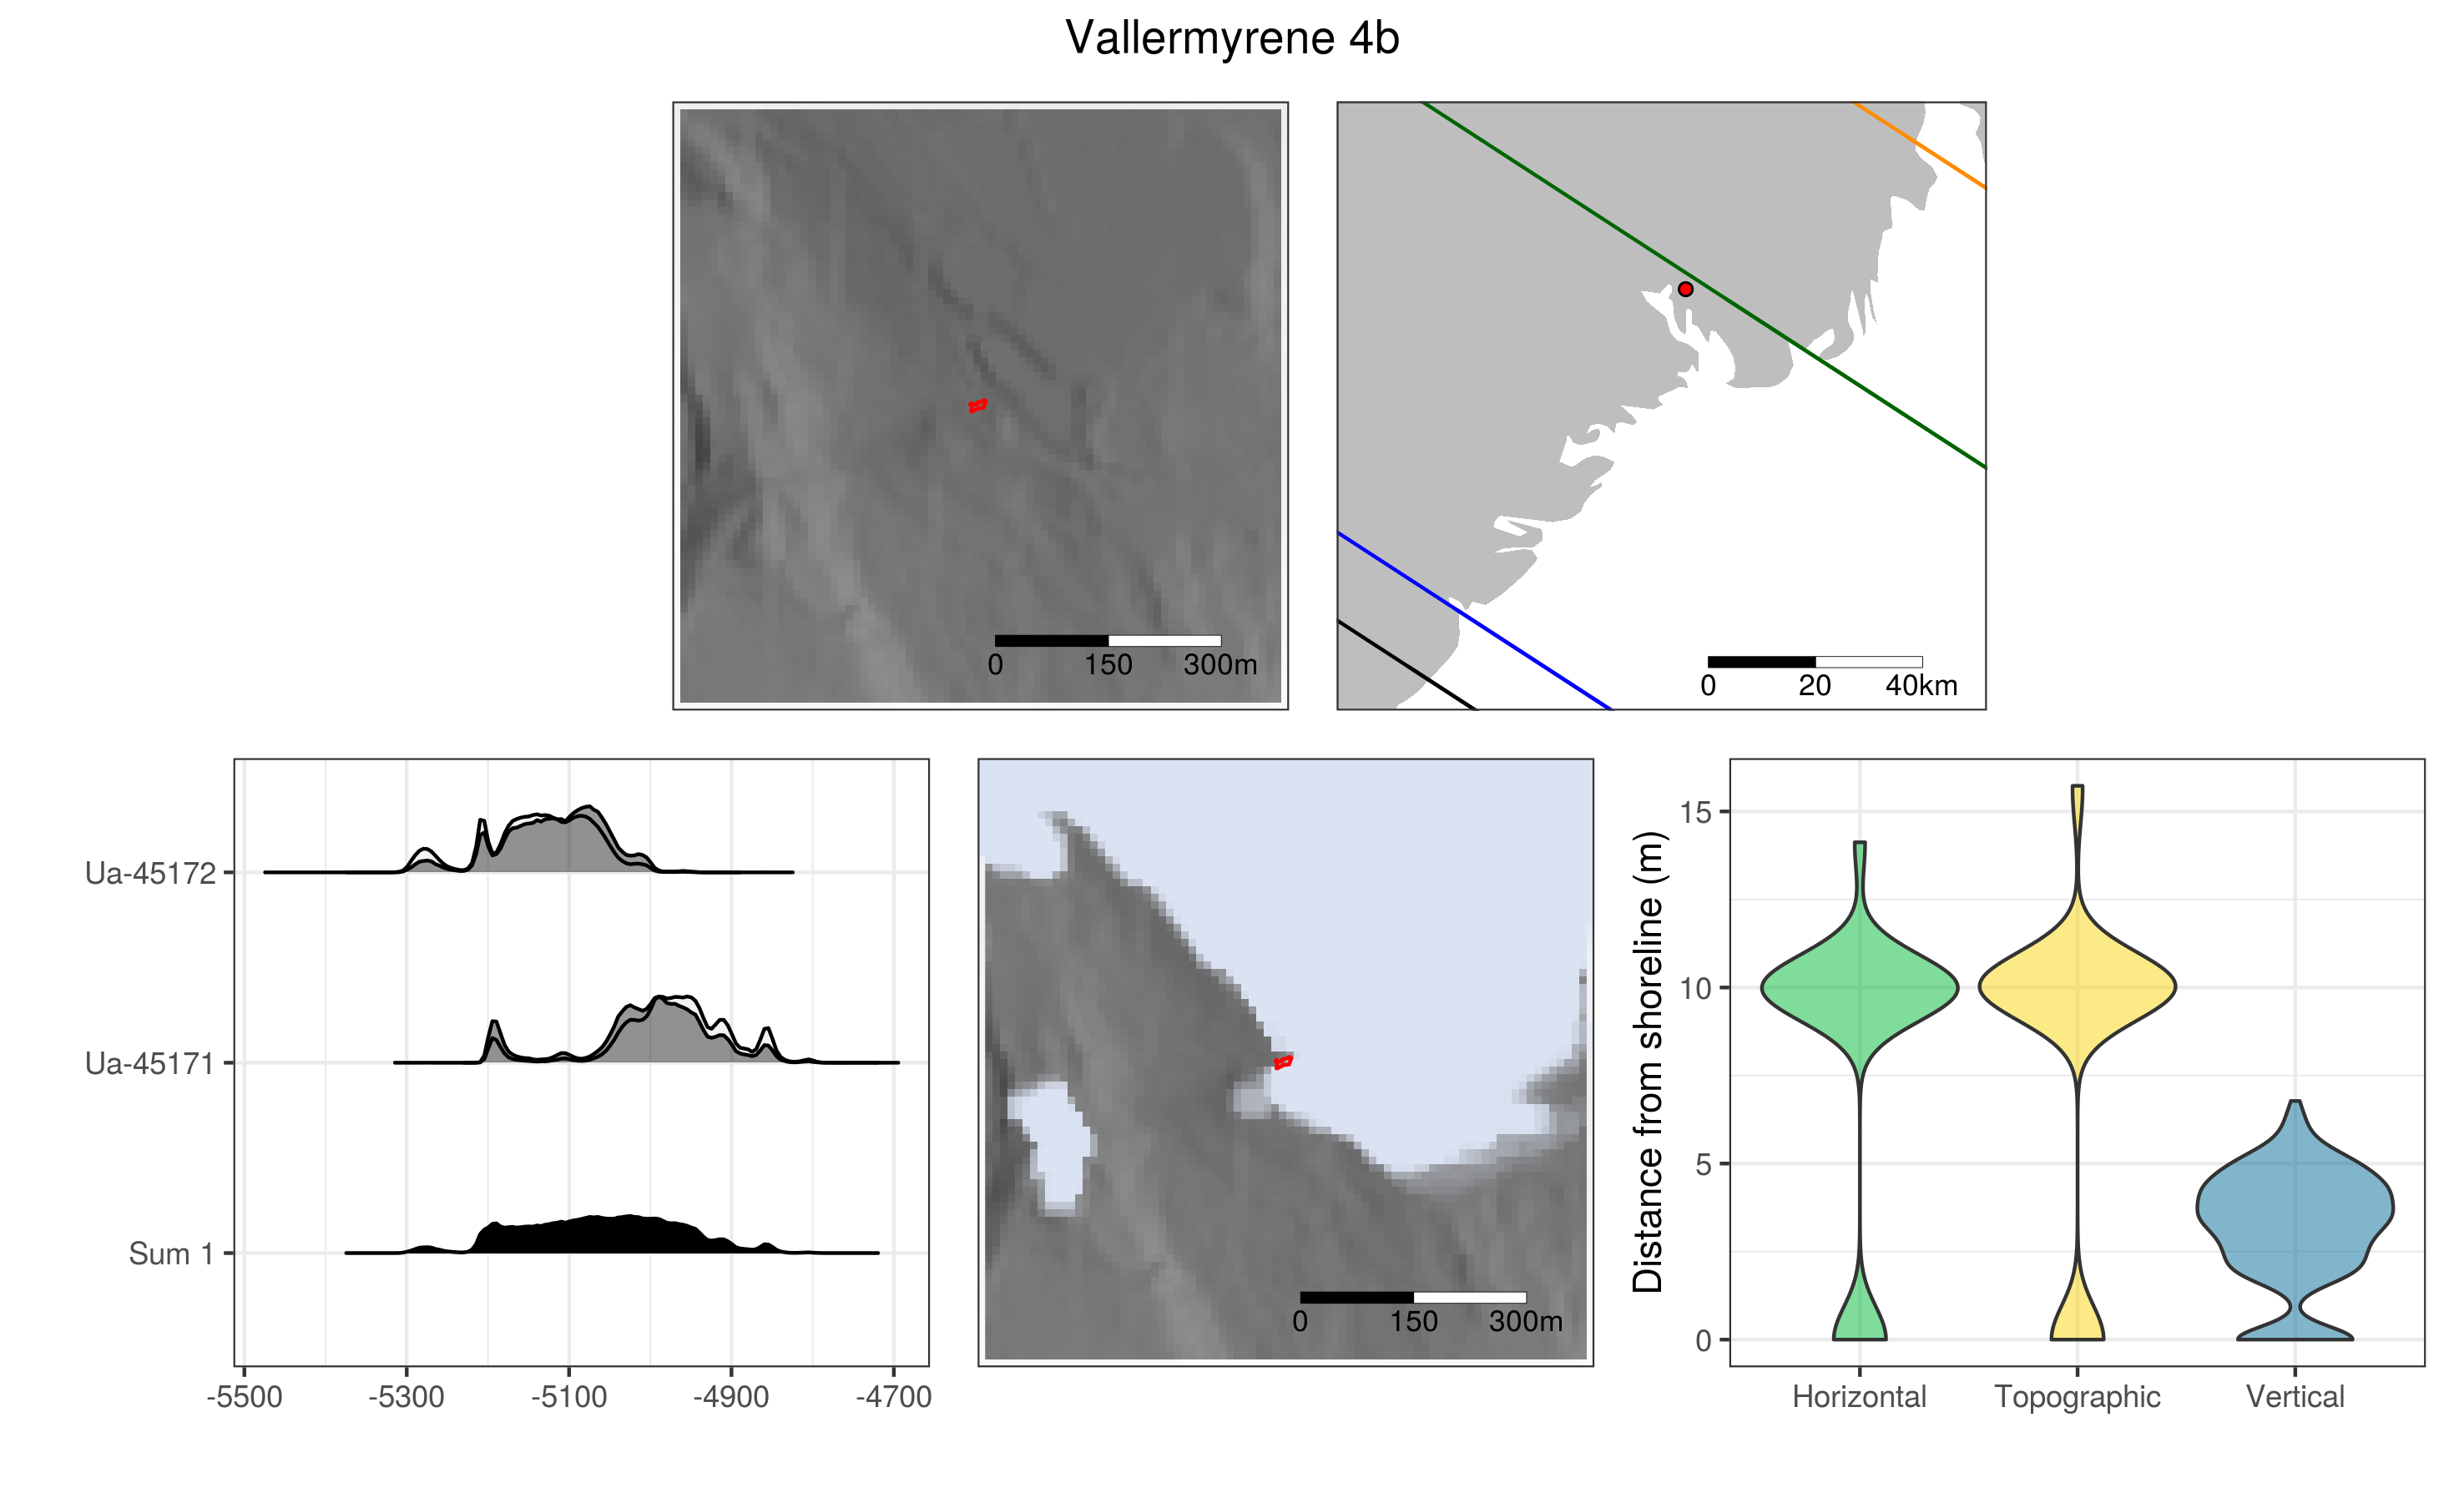 Vallermyrene 4b
0 150 300m
0 20 40km
Ua-45172
Ua-45171
Sum 1
-5500 -5300 -5100 -4900 -4700
0 150 300m
Distance from shoreline (m)
15
10
5
0
Horizontal Topographic Vertical